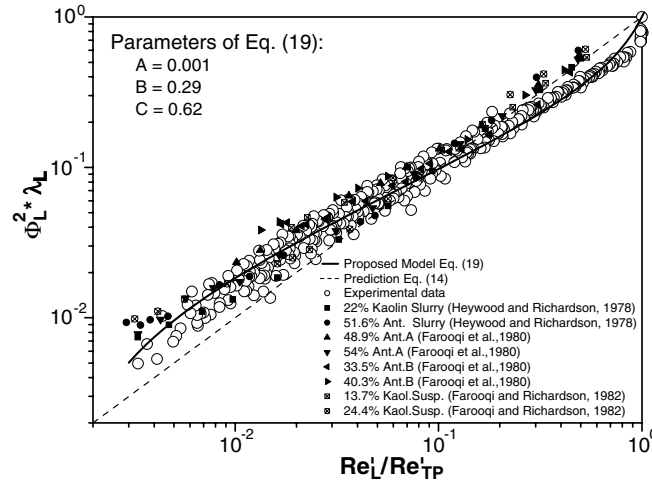 Parameters of Eq. (19):
A = 0.001
B = 0.29
C = 0.62
10⁰
10⁻¹
10⁻²
Φ_L² * λ_L
Proposed Model Eq. (19)
Prediction Eq. (14)
Experimental data
22% Kaolin Slurry (Heywood and Richardson, 1978)
51.6% Ant. Slurry (Heywood and Richardson, 1978)
48.9% Ant.A (Farooqi et al.,1980)
54% Ant.A (Farooqi et al.,1980)
33.5% Ant.B (Farooqi et al.,1980)
40.3% Ant.B (Farooqi et al.,1980)
13.7% Kaol.Susp. (Farooqi and Richardson, 1982)
24.4% Kaol.Susp. (Farooqi and Richardson, 1982)
10⁻² 10⁻¹ 10⁰
Re'_L/Re'_TP